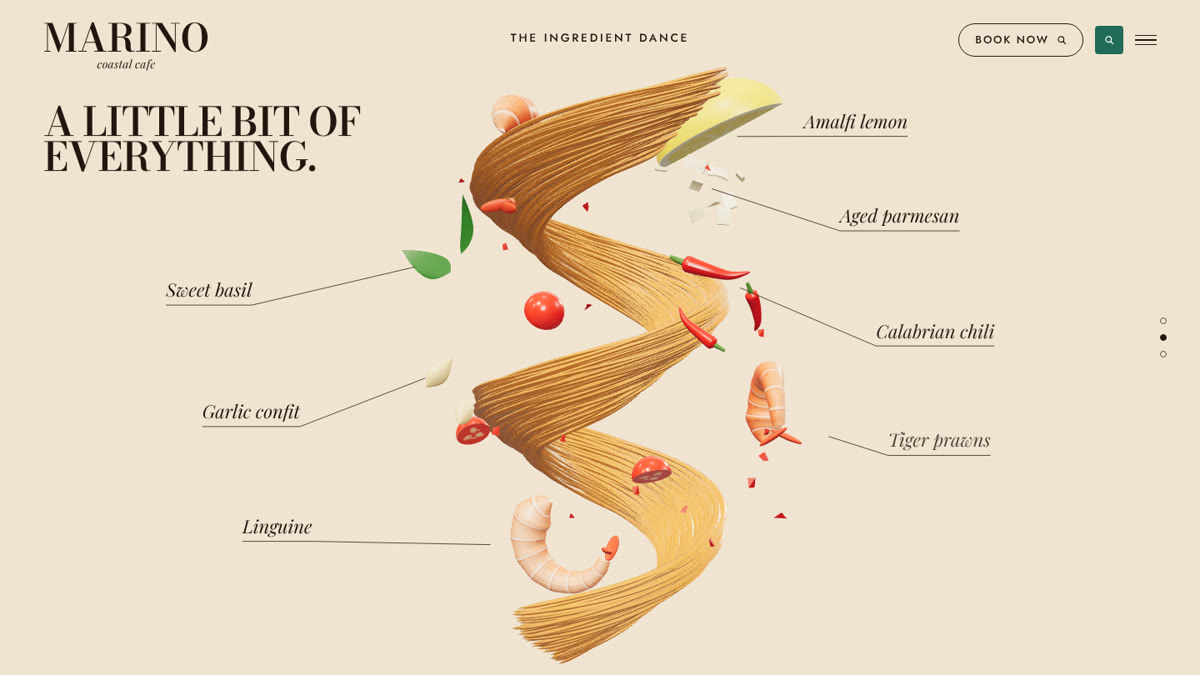 MARINO
coastal cafe
THE INGREDIENT DANCE
BOOK NOW
A LITTLE BIT OF
EVERYTHING.
Amalfi lemon
Aged parmesan
Sweet basil
Calabrian chili
Garlic confit
Tiger prawns
Linguine